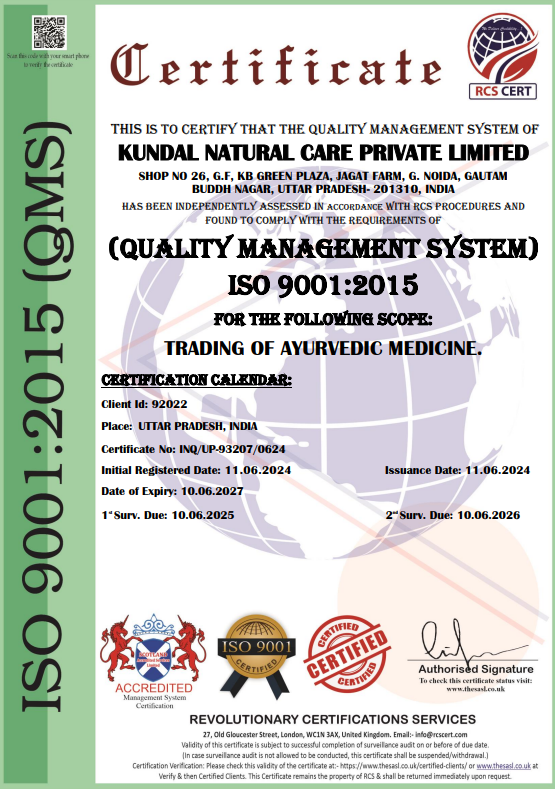 Scan this code with your smart phone
to verify the certificate
ISO 9001:2015 (QMS)
Certificate
RCS CERT
THIS IS TO CERTIFY THAT THE QUALITY MANAGEMENT SYSTEM OF
KUNDAL NATURAL CARE PRIVATE LIMITED
SHOP NO 26, G.F, KB GREEN PLAZA, JAGAT FARM, G. NOIDA, GAUTAM
BUDDH NAGAR, UTTAR PRADESH- 201310, INDIA
HAS BEEN INDEPENDENTLY ASSESSED IN ACCORDANCE WITH RCS PROCEDURES AND
FOUND TO COMPLY WITH THE REQUIREMENTS OF
(QUALITY MANAGEMENT SYSTEM)
ISO 9001:2015
FOR THE FOLLOWING SCOPE:
TRADING OF AYURVEDIC MEDICINE.
CERTIFICATION CALENDAR:
Client Id: 92022
Place: UTTAR PRADESH, INDIA
Certificate No: INQ/UP-93207/0624
Initial Registered Date: 11.06.2024 Issuance Date: 11.06.2024
Date of Expiry: 10.06.2027
1st Surv. Due: 10.06.2025 2nd Surv. Due: 10.06.2026
SCOTLAND
ACCREDITED
Management System
Certification
ISO 9001
CERTIFIED
CERTIFIED
CERTIFIED
CERTIFIED
Authorised Signature
To check this certificate status visit:
www.thesasl.co.uk
REVOLUTIONARY CERTIFICATIONS SERVICES
27, Old Gloucester Street, London, WC1N 3AX, United Kingdom. Email:- info@rcscert.com
Validity of this certificate is subject to successful completion of surveillance audit on or before of due date.
(In case surveillance audit is not allowed to be conducted, this certificate shall be suspended/withdrawal.)
Certification Verification: Please check this validity of the certificate at:- https://www.thesasl.co.uk/certified-clients/ or www.thesasl.co.uk at
Verify & then Certified Clients. This Certificate remains the property of RCS & shall be returned immediately upon request.